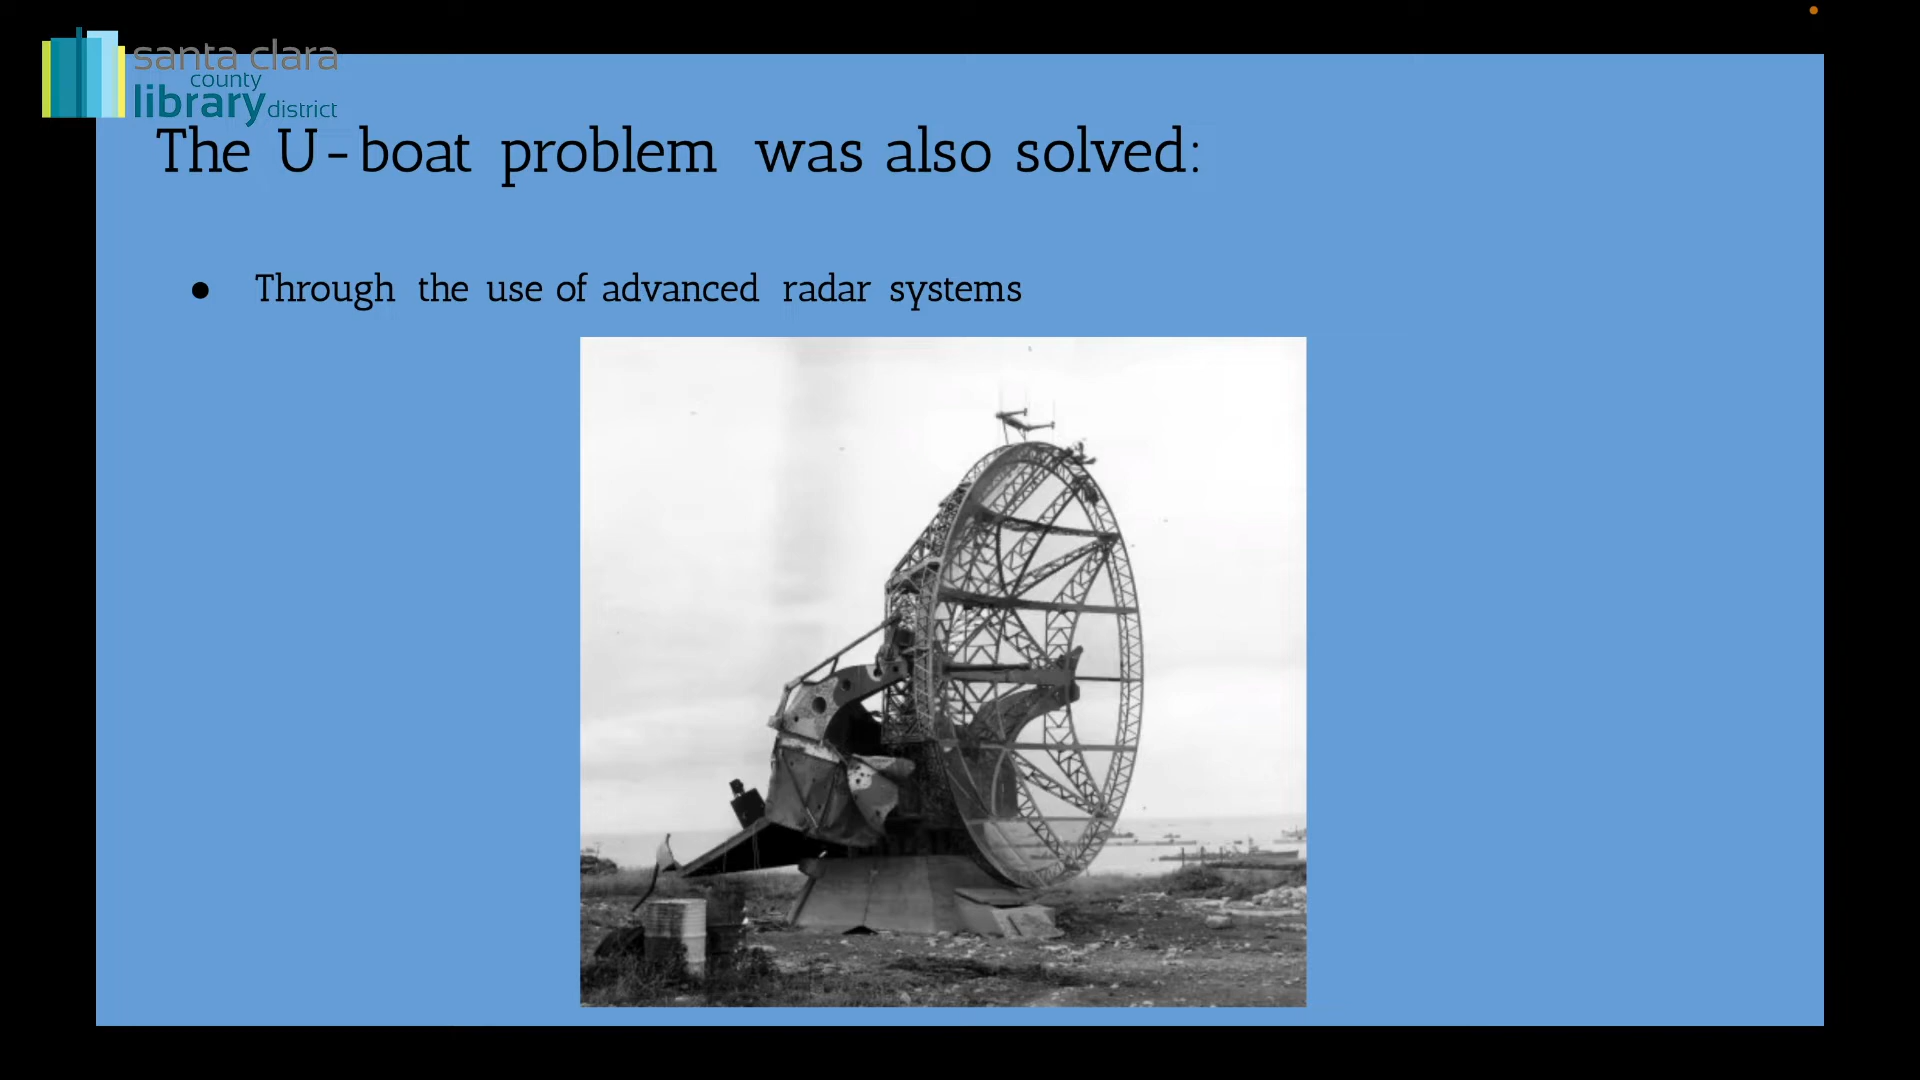 santa clara
county
library district
The U-boat problem was also solved:
● Through the use of advanced radar systems